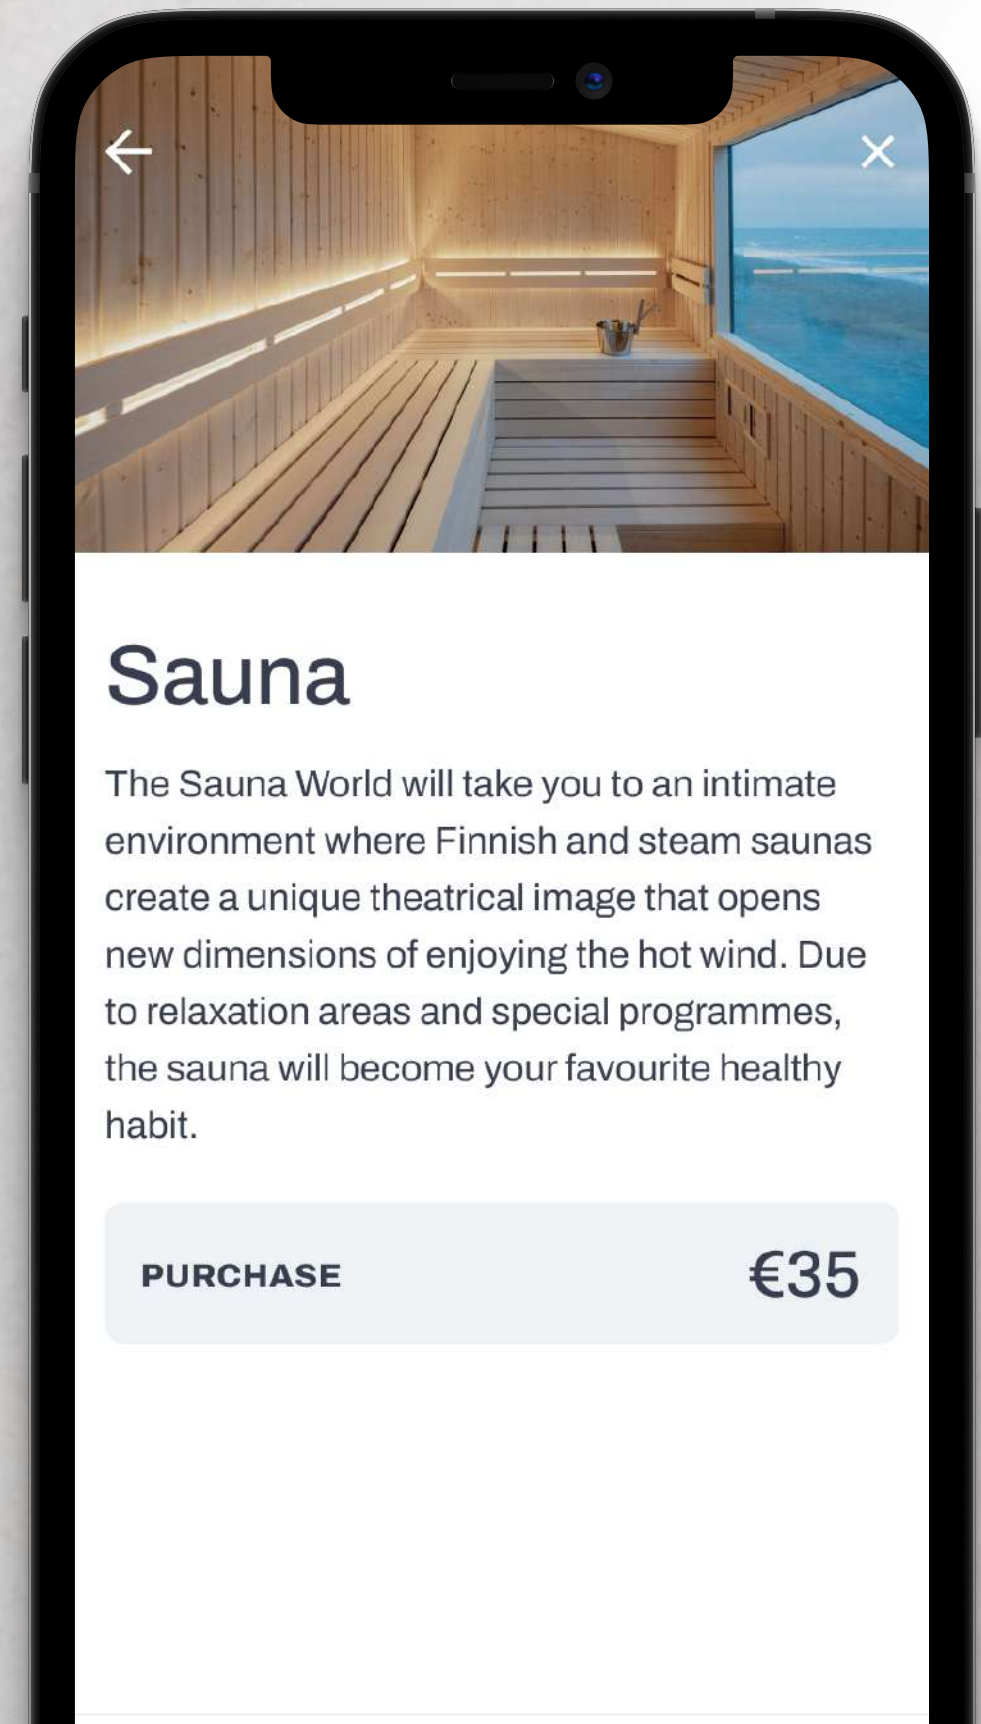 Sauna
The Sauna World will take you to an intimate
environment where Finnish and steam saunas
create a unique theatrical image that opens
new dimensions of enjoying the hot wind. Due
to relaxation areas and special programmes,
the sauna will become your favourite healthy
habit.
PURCHASE €35